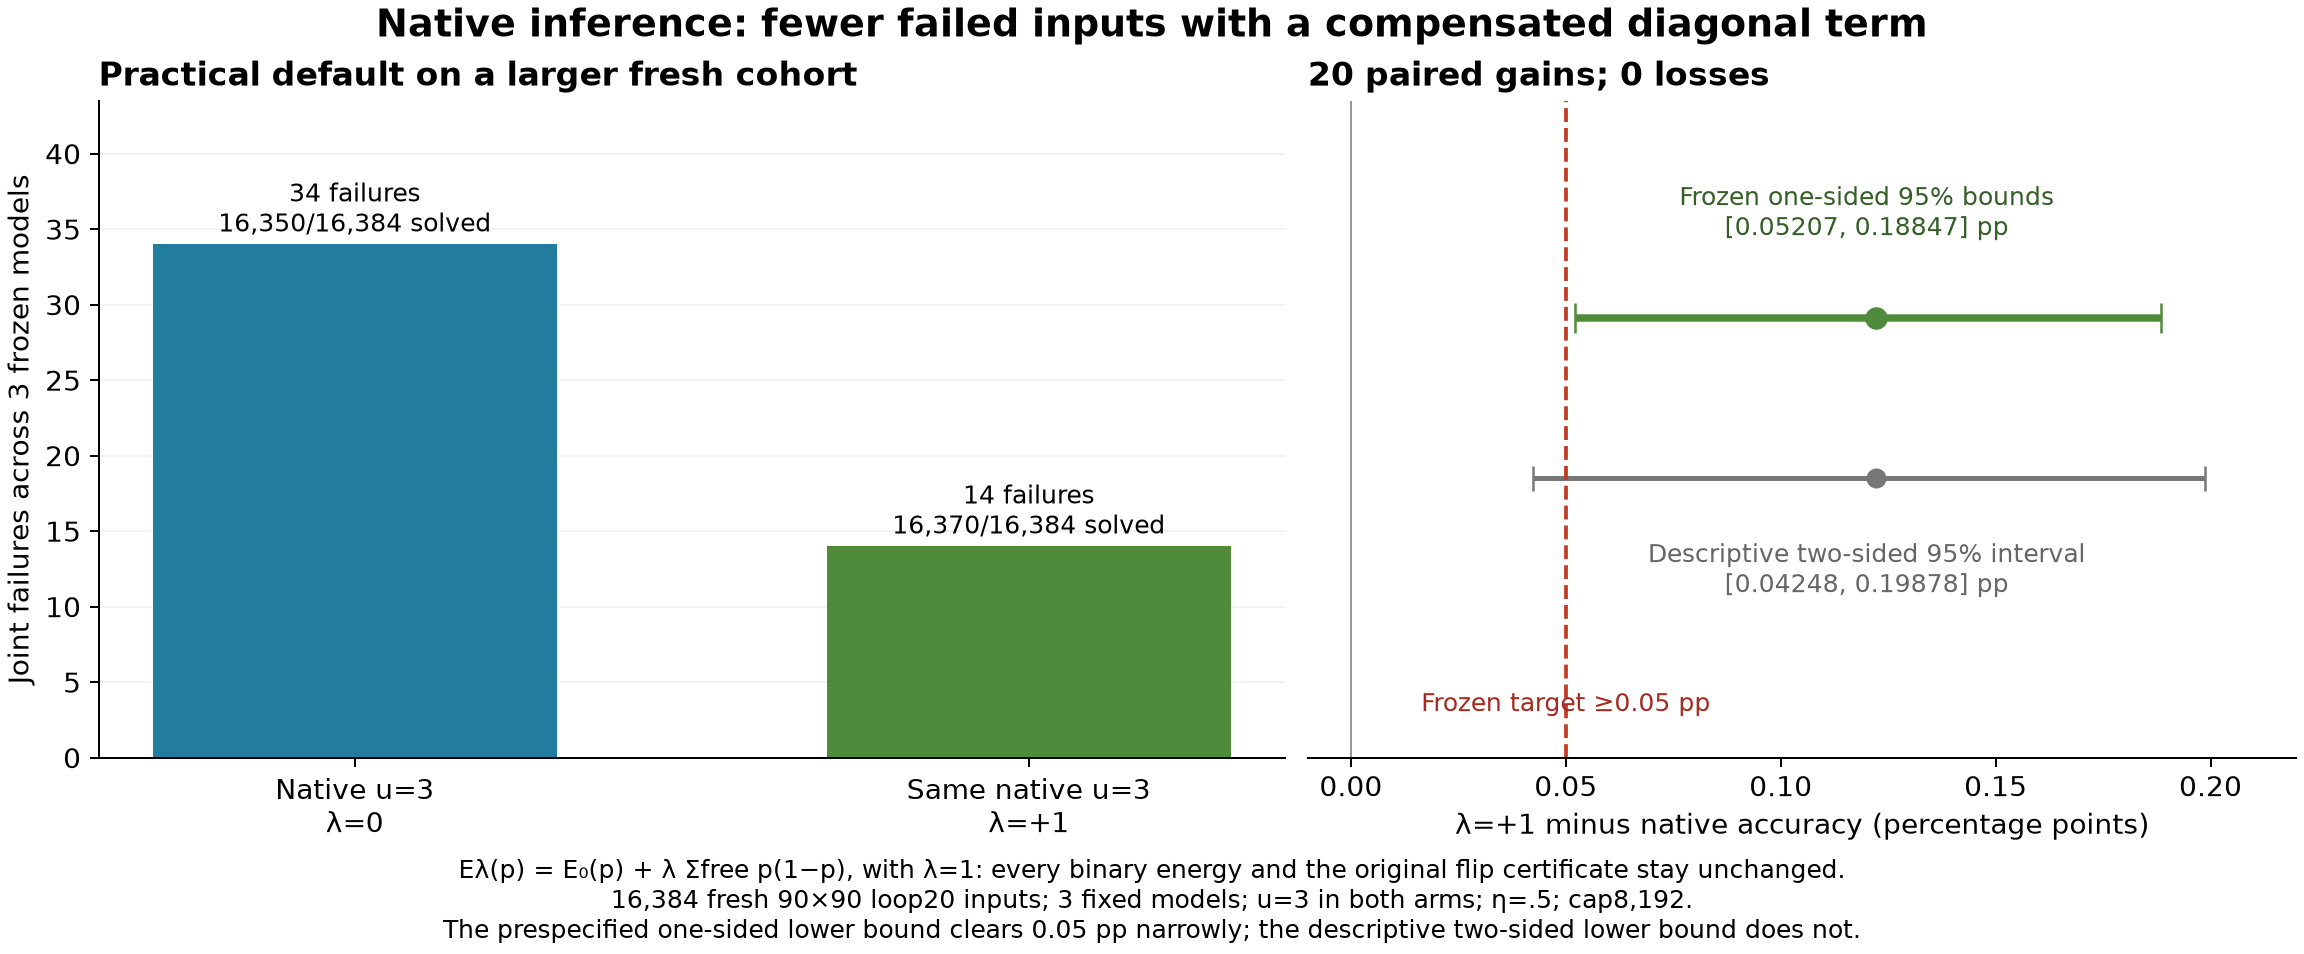 Native inference: fewer failed inputs with a compensated diagonal term
Practical default on a larger fresh cohort
Joint failures across 3 frozen models
40
35
30
25
20
15
10
5
0
34 failures
16,350/16,384 solved
14 failures
16,370/16,384 solved
Native u=3
λ=0
Same native u=3
λ=+1
20 paired gains; 0 losses
Frozen one-sided 95% bounds
[0.05207, 0.18847] pp
Descriptive two-sided 95% interval
[0.04248, 0.19878] pp
Frozen target ≥0.05 pp
0.00
0.05
0.10
0.15
0.20
λ=+1 minus native accuracy (percentage points)
Eλ(p) = E₀(p) + λ Σfree p(1−p), with λ=1: every binary energy and the original flip certificate stay unchanged.
16,384 fresh 90×90 loop20 inputs; 3 fixed models; u=3 in both arms; η=.5; cap8,192.
The prespecified one-sided lower bound clears 0.05 pp narrowly; the descriptive two-sided lower bound does not.